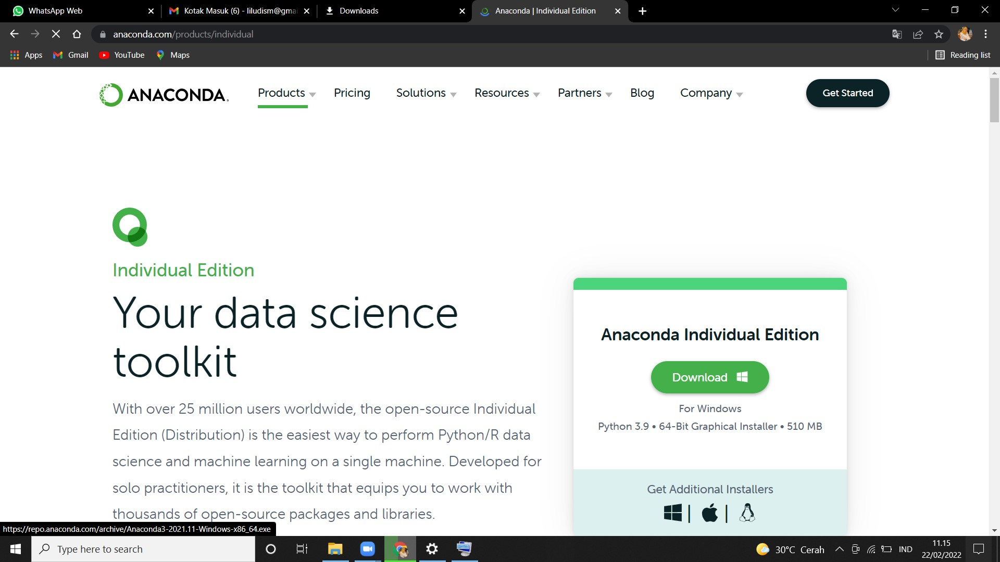 WhatsApp Web
Kotak Masuk (6) - liludism@gmai
Downloads
Anaconda | Individual Edition
anaconda.com/products/individual
Apps
Gmail
YouTube
Maps
Reading list
ANACONDA.
Products
Pricing
Solutions
Resources
Partners
Blog
Company
Get Started
Individual Edition
Your data science
toolkit
With over 25 million users worldwide, the open-source Individual
Edition (Distribution) is the easiest way to perform Python/R data
science and machine learning on a single machine. Developed for
solo practitioners, it is the toolkit that equips you to work with
thousands of open-source packages and libraries.
Anaconda Individual Edition
Download
For Windows
Python 3.9 • 64-Bit Graphical Installer • 510 MB
Get Additional Installers
https://repo.anaconda.com/archive/Anaconda3-2021.11-Windows-x86_64.exe
Type here to search
30°C Cerah
IND
11.15
22/02/2022